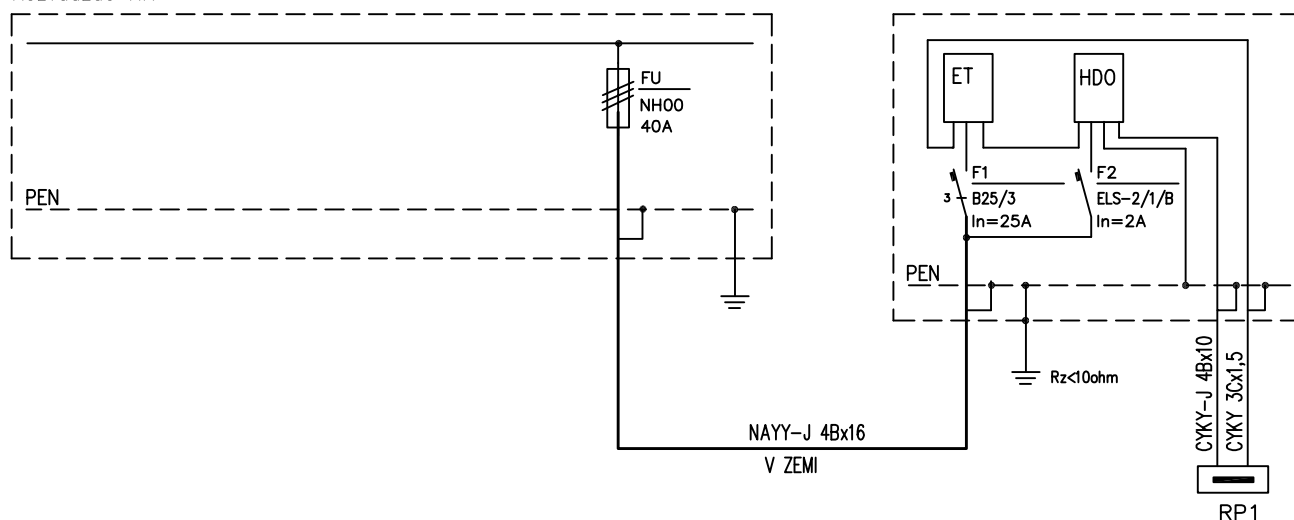 FU
NH00
40A
PEN
ET
HDO
F1
3
B25/3
In=25A
F2
ELS-2/1/B
In=2A
PEN
Rz<10ohm
NAYY-J 4Bx16
V ZEMI
CYKY-J 4Bx10
CYKY 3Cx1,5
RP1